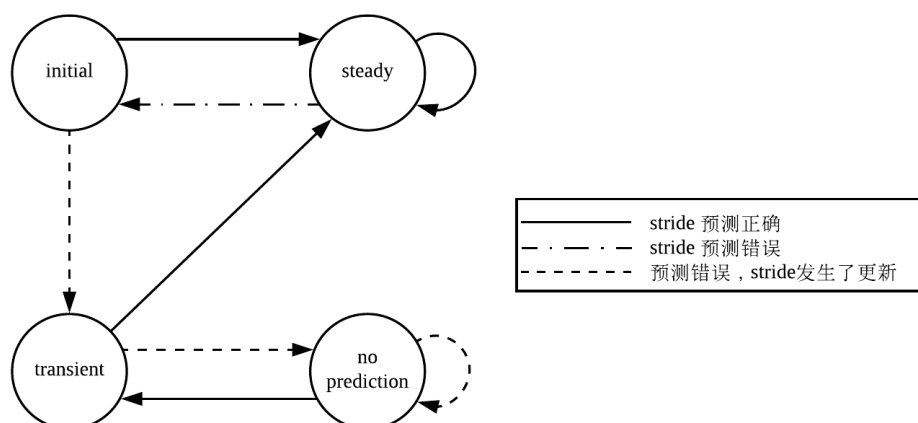 initial
steady
stride 预测正确
stride 预测错误
预测错误，stride发生了更新
transient
no
prediction